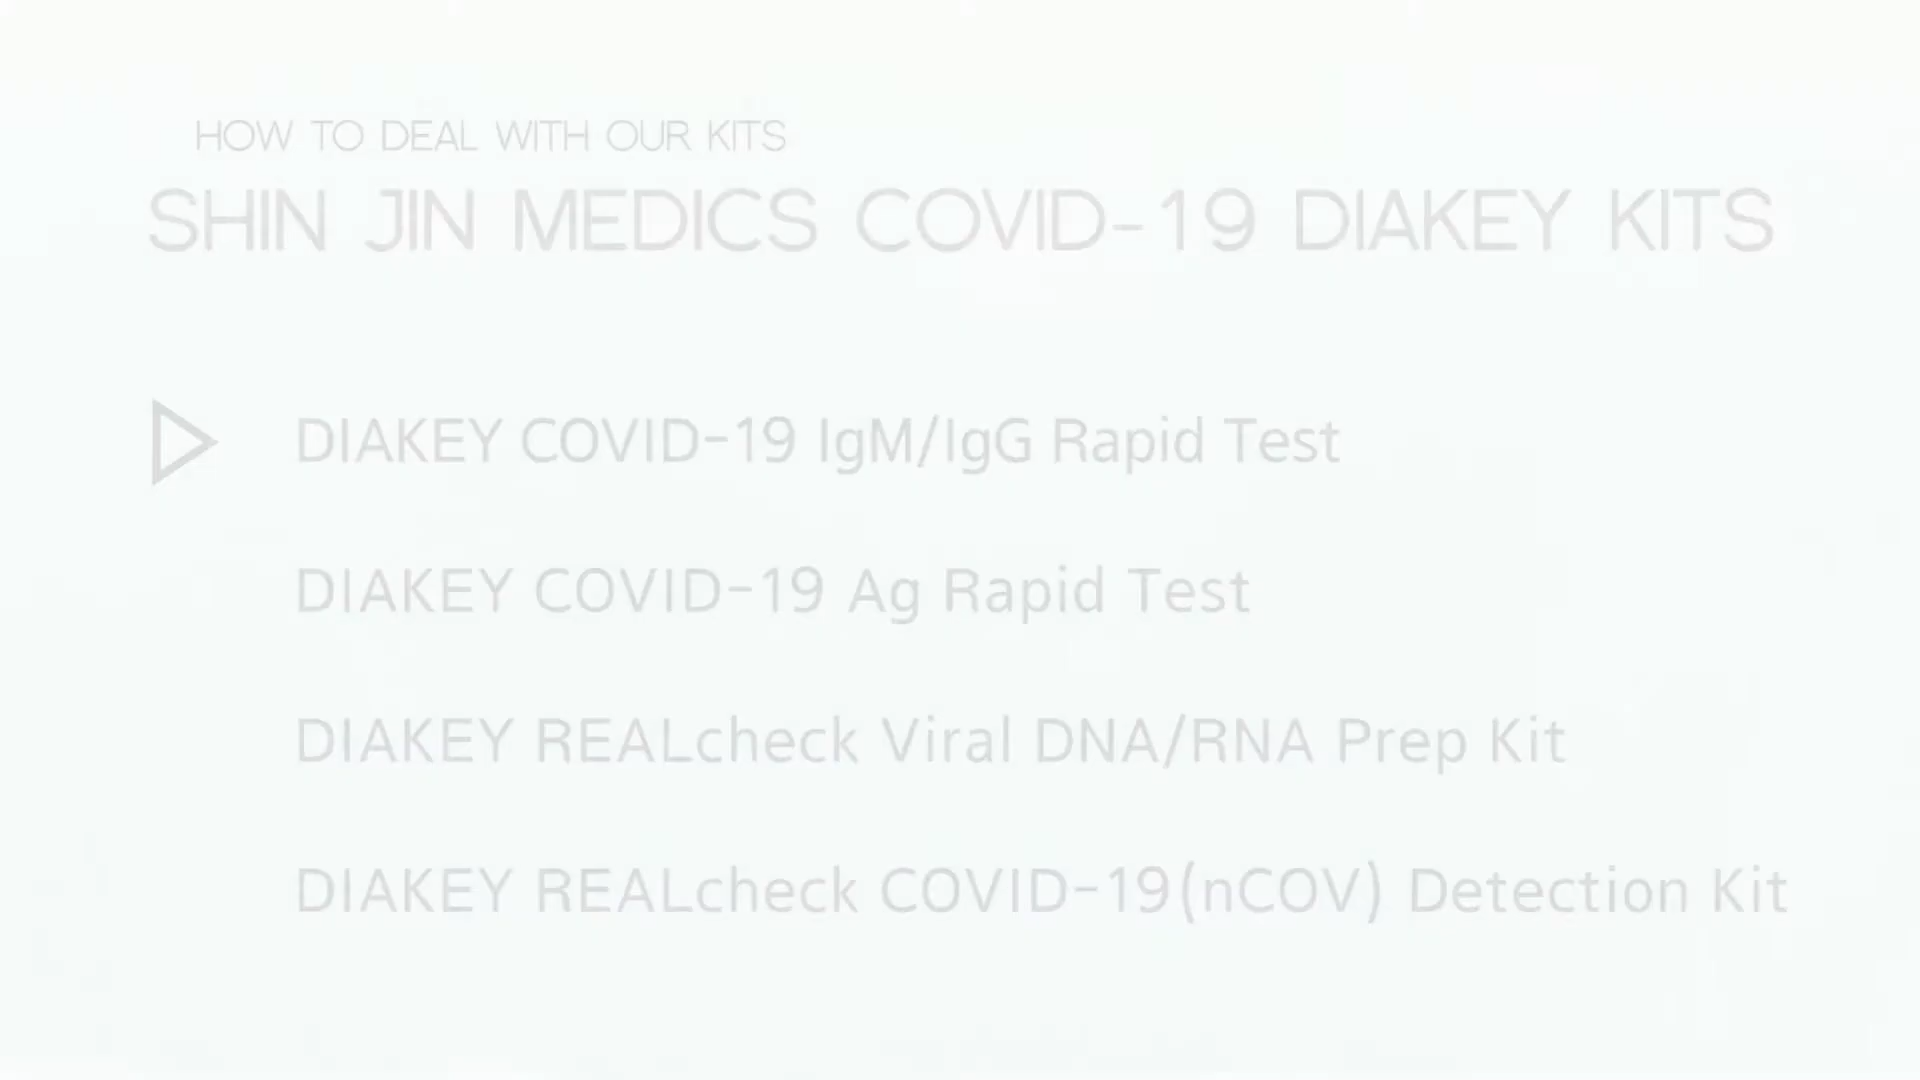 HOW TO DEAL WITH OUR KITS
SHIN JIN MEDICS COVID-19 DIAKEY KITS
DIAKEY COVID-19 IgM/IgG Rapid Test
DIAKEY COVID-19 Ag Rapid Test
DIAKEY REALcheck Viral DNA/RNA Prep Kit
DIAKEY REALcheck COVID-19(nCOV) Detection Kit